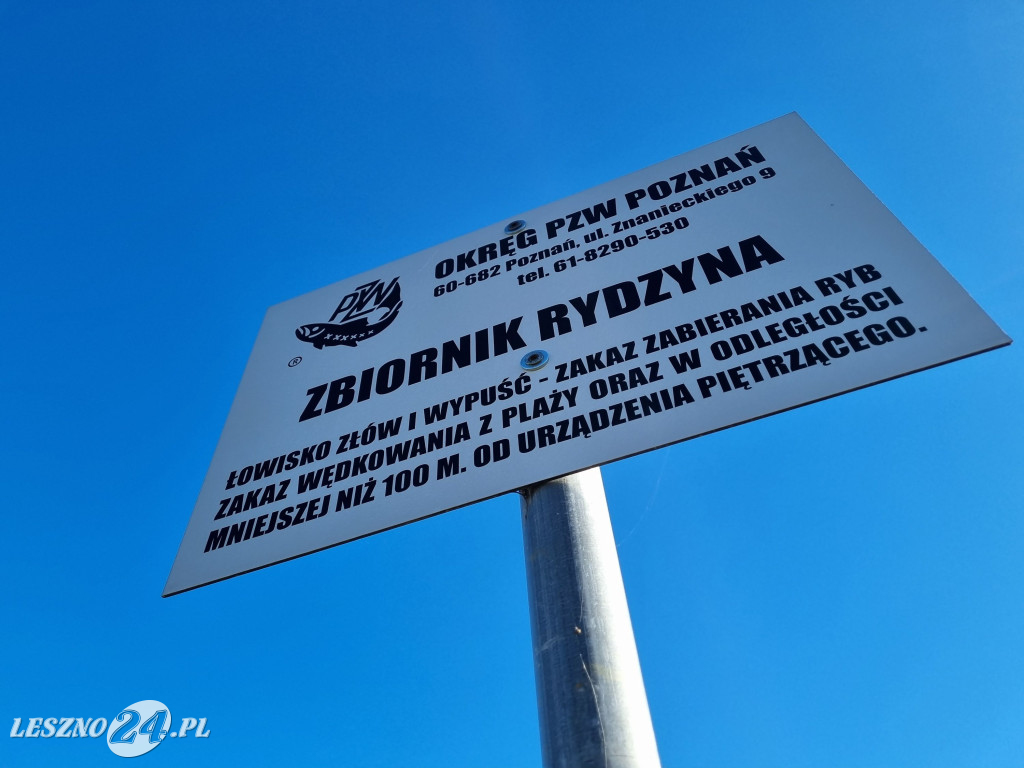 OKRĘG PZW POZNAŃ
60-682 Poznań, ul. Znanieckiego 9
tel. 61-8290-530
PZW
®
ZBIORNIK RYDZYNA
ŁOWISKO ZŁÓW I WYPUŚĆ - ZAKAZ ZABIERANIA RYB
ZAKAZ WĘDKOWANIA Z PLAŻY ORAZ W ODLEGŁOŚCI
MNIEJSZEJ NIŻ 100 M. OD URZĄDZENIA PIĘTRZĄCEGO.
LESZNO24.PL